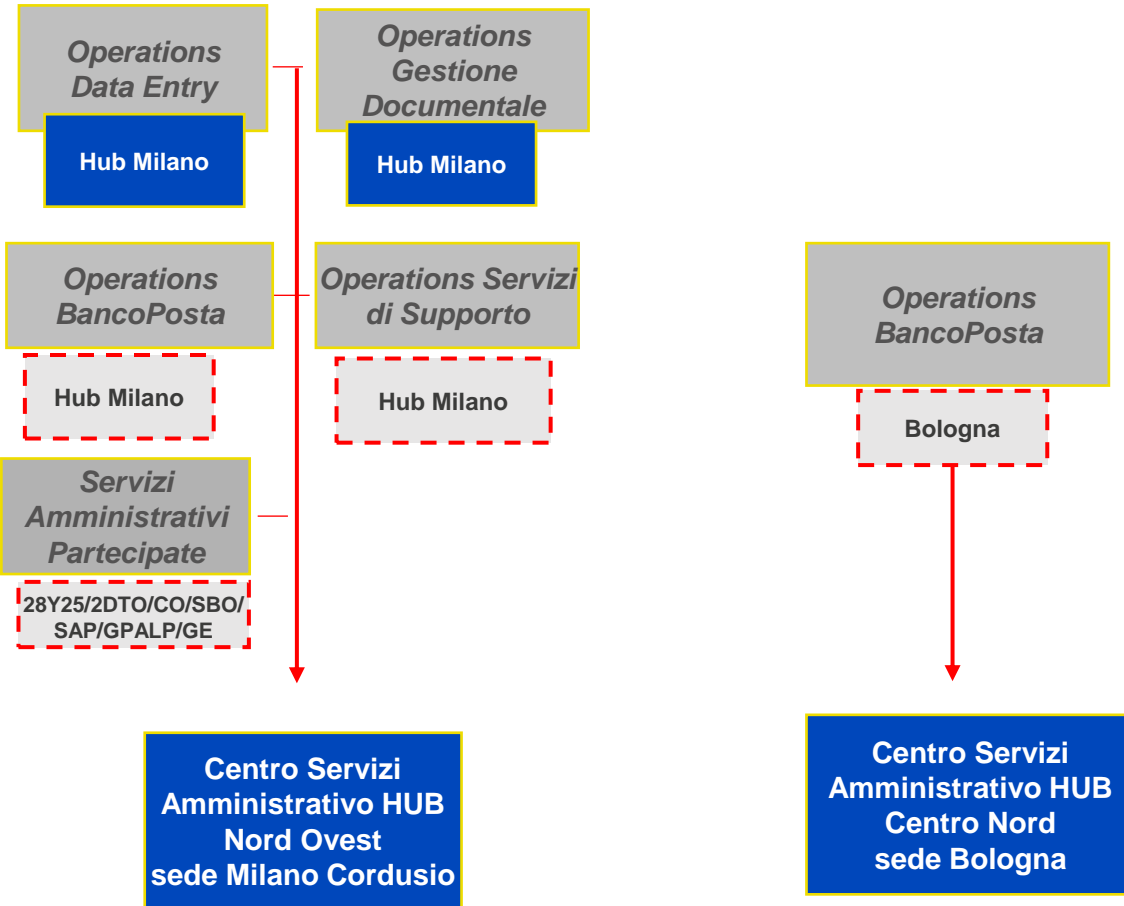 Operations
Data Entry
Hub Milano
Operations
Gestione
Documentale
Hub Milano
Operations
BancoPosta
Hub Milano
Operations Servizi
di Supporto
Hub Milano
Servizi
Amministrativi
Partecipate
28Y25/2DTO/CO/SBO/
SAP/GPALP/GE
Centro Servizi
Amministrativo HUB
Nord Ovest
sede Milano Cordusio
Operations
BancoPosta
Bologna
Centro Servizi
Amministrativo HUB
Centro Nord
sede Bologna